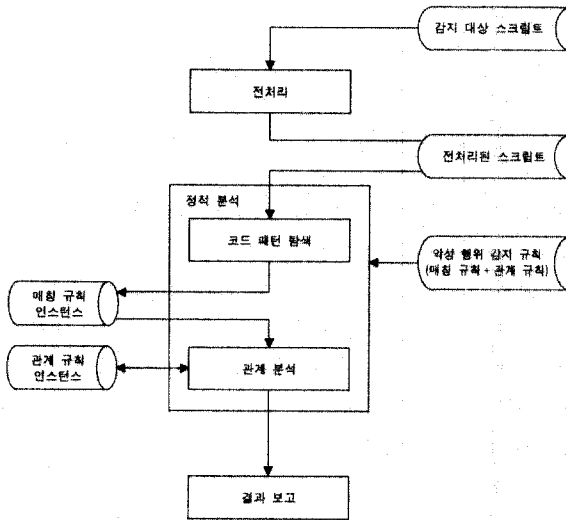 감지 대상 스크립트
전처리
전처리된 스크립트
정적 분석
코드 패턴 탐색
악성 행위 감지 규칙
(매칭 규칙 + 관계 규칙)
매칭 규칙
인스턴스
관계 규칙
인스턴스
관계 분석
결과 보고